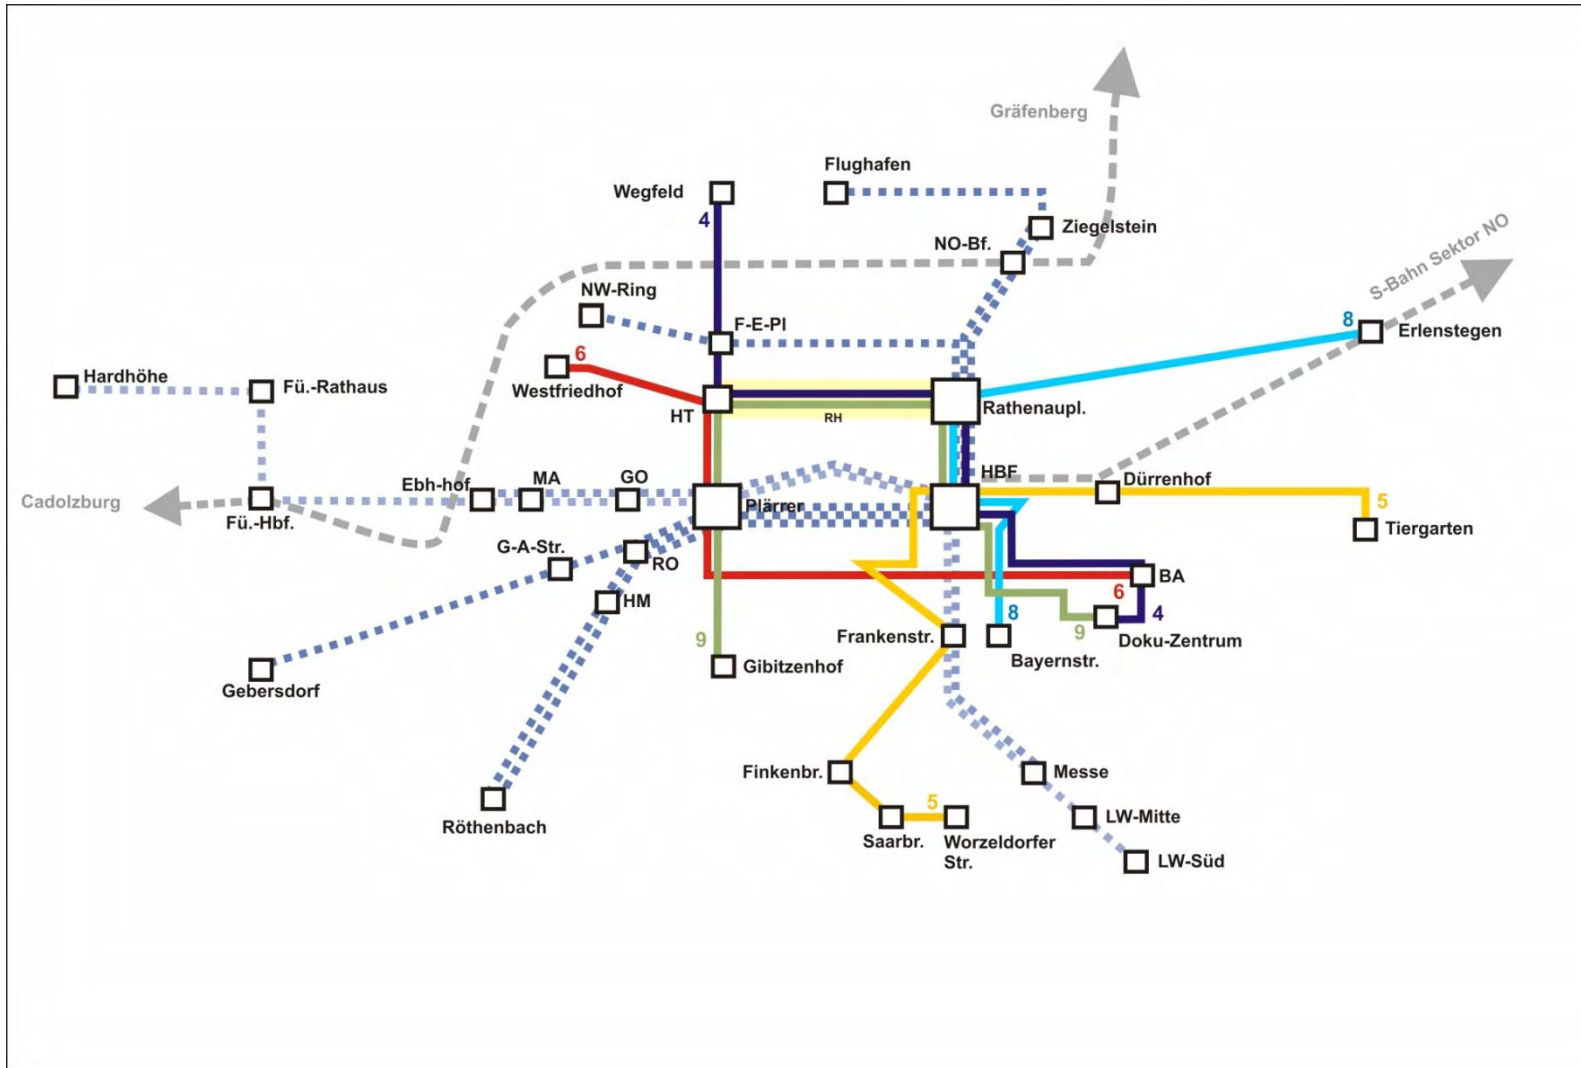 Gräfenberg
Flughafen
Wegfeld
4
Ziegelstein
NO-Bf.
S-Bahn Sektor NO
NW-Ring
F-E-Pl
8
Erlenstegen
6
Hardhöhe
Fü.-Rathaus
Westfriedhof
HT
RH
Rathenaupl.
Ebh-hof
MA
GO
HBF
Dürrenhof
Cadolzburg
Fü.-Hbf.
Plärrer
5
Tiergarten
G-A-Str.
RO
BA
HM
6
8
4
9
Frankenstr.
Doku-Zentrum
9
Bayernstr.
Gibitzenhof
Gebersdorf
Finkenbr.
Messe
5
Röthenbach
Saarbr.
Worzeldorfer
Str.
LW-Mitte
LW-Süd